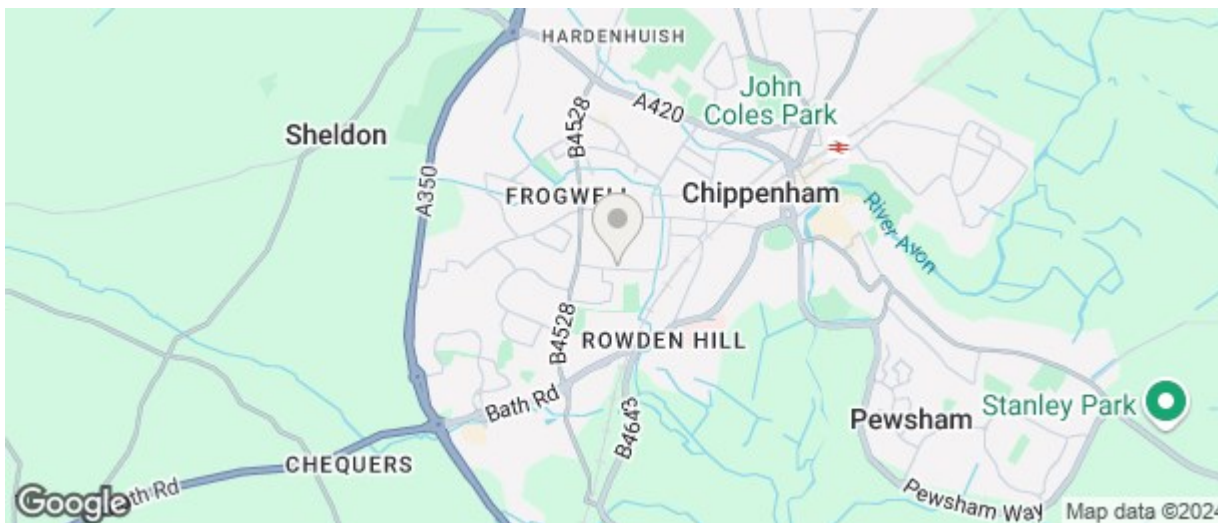 HARDENHUISH
A420
John
Coles Park
Sheldon
B4528
A350
FROGWELL
Chippenham
River Avon
B4528
ROWDEN HILL
Bath Rd
B4643
Stanley Park
Pewsham
CHEQUERS
Pewsham Way
Google
Bath Rd
Map data ©2024